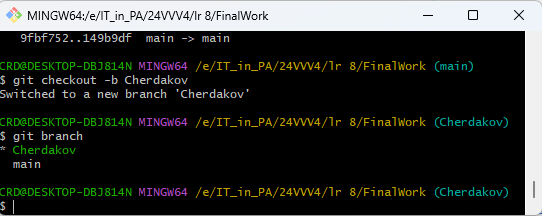 MINGW64:/e/IT_in_PA/24VVV4/lr 8/FinalWork
9fbf752..149b9df  main -> main
CRD@DESKTOP-DBJ814N MINGW64 /e/IT_in_PA/24VVV4/lr 8/FinalWork (main)
$ git checkout -b Cherdakov
Switched to a new branch 'Cherdakov'
CRD@DESKTOP-DBJ814N MINGW64 /e/IT_in_PA/24VVV4/lr 8/FinalWork (Cherdakov)
$ git branch
* Cherdakov
  main
CRD@DESKTOP-DBJ814N MINGW64 /e/IT_in_PA/24VVV4/lr 8/FinalWork (Cherdakov)
$